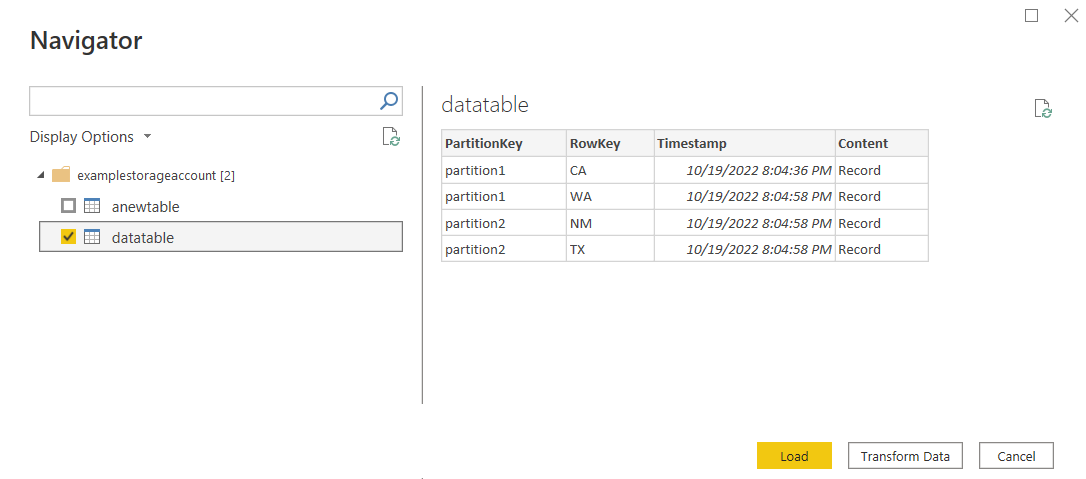 Navigator
Display Options
examplestorageaccount [2]
anewtable
datatable
datatable
PartitionKey RowKey Timestamp Content
partition1 CA 10/19/2022 8:04:36 PM Record
partition1 WA 10/19/2022 8:04:58 PM Record
partition2 NM 10/19/2022 8:04:58 PM Record
partition2 TX 10/19/2022 8:04:58 PM Record
Load Transform Data Cancel